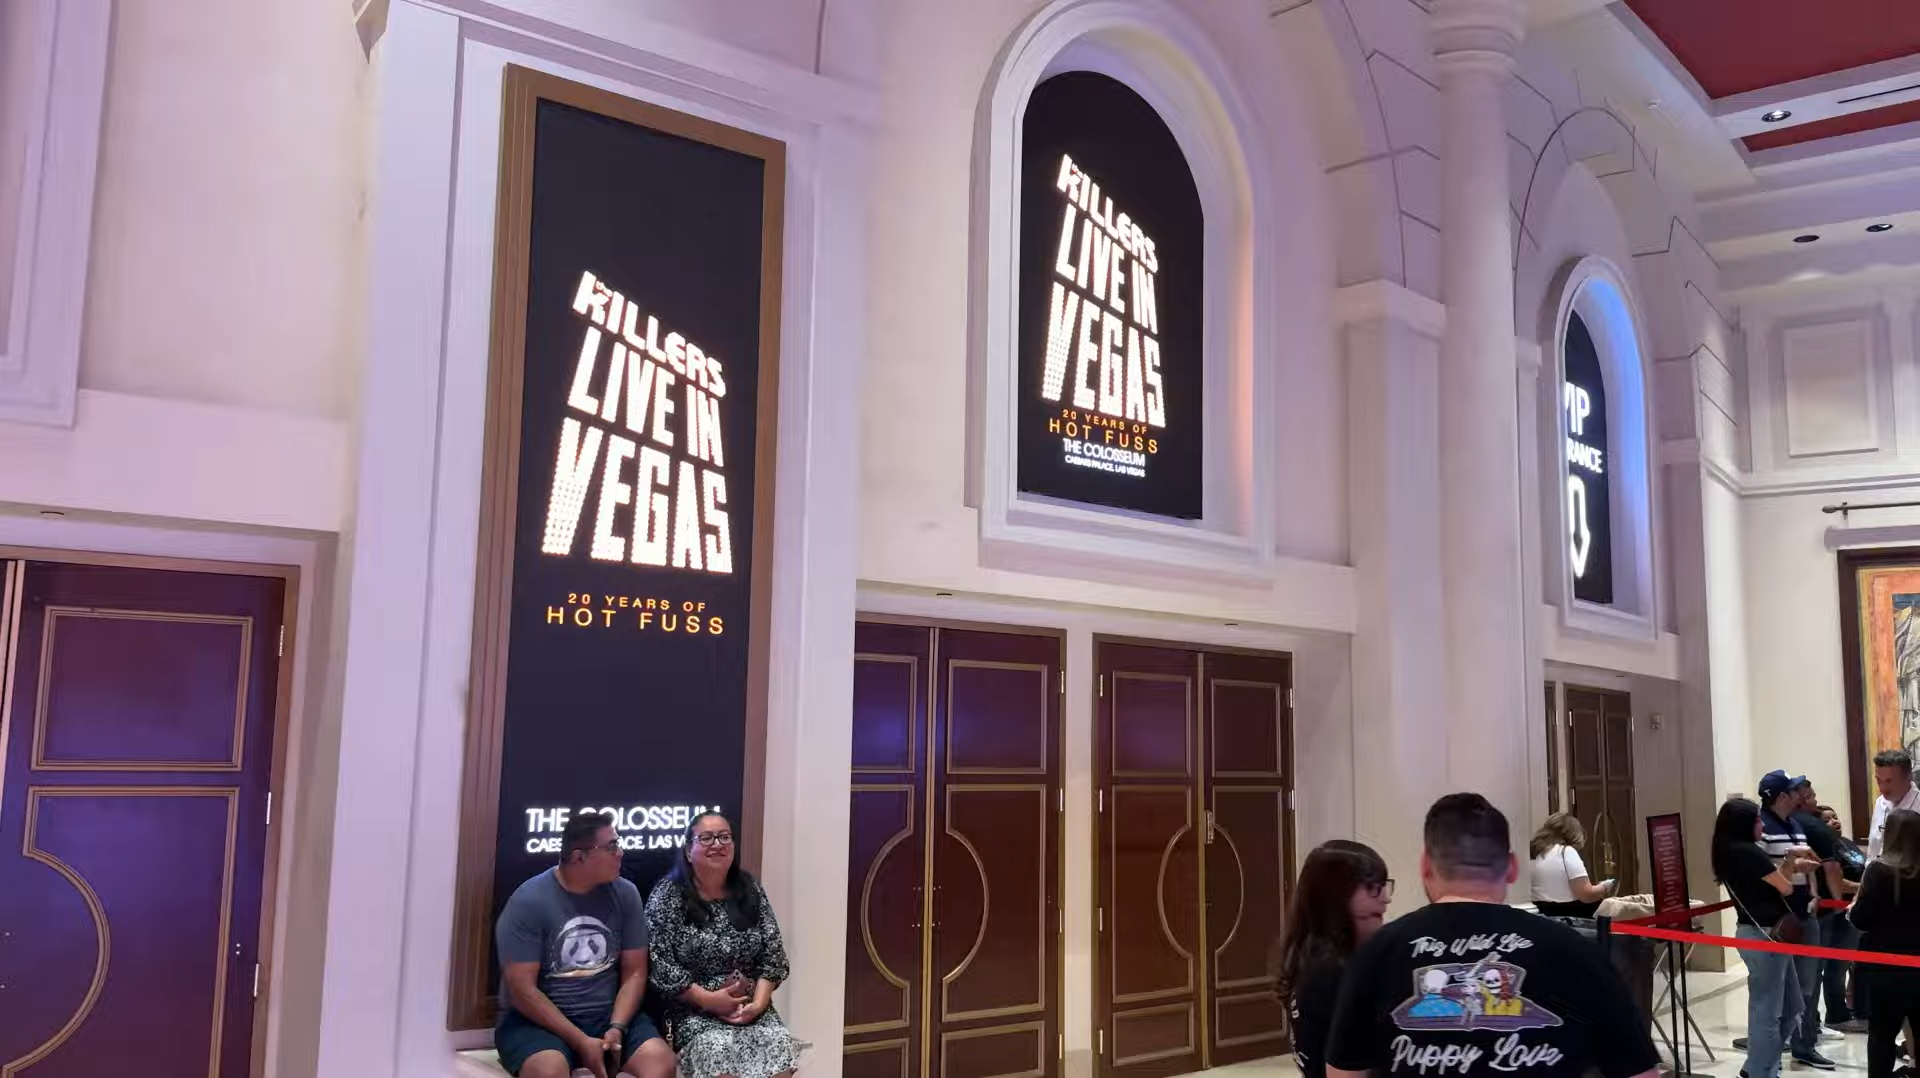 the
KILLERS
LIVE IN
VEGAS
20 YEARS OF
HOT FUSS
THE COLOSSEUM
the
KILLERS
LIVE IN
VEGAS
20 YEARS OF
HOT FUSS
THE COLOSSEUM
CAESARS PALACE, LAS VEGAS
VIP
This Wild Life
Puppy Love